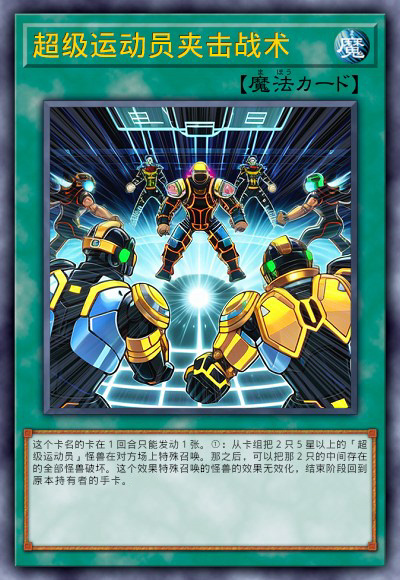 超级运动员夹击战术
魔
【魔法カード】
まほう
这个卡名的卡在1回合只能发动1张。①：从卡组把2只5星以上的「超
级运动员」怪兽在对方场上特殊召唤。那之后，可以把那2只的中间存在
的全部怪兽破坏。这个效果特殊召唤的怪兽的效果无效化，结束阶段回到
原本持有者的手卡。